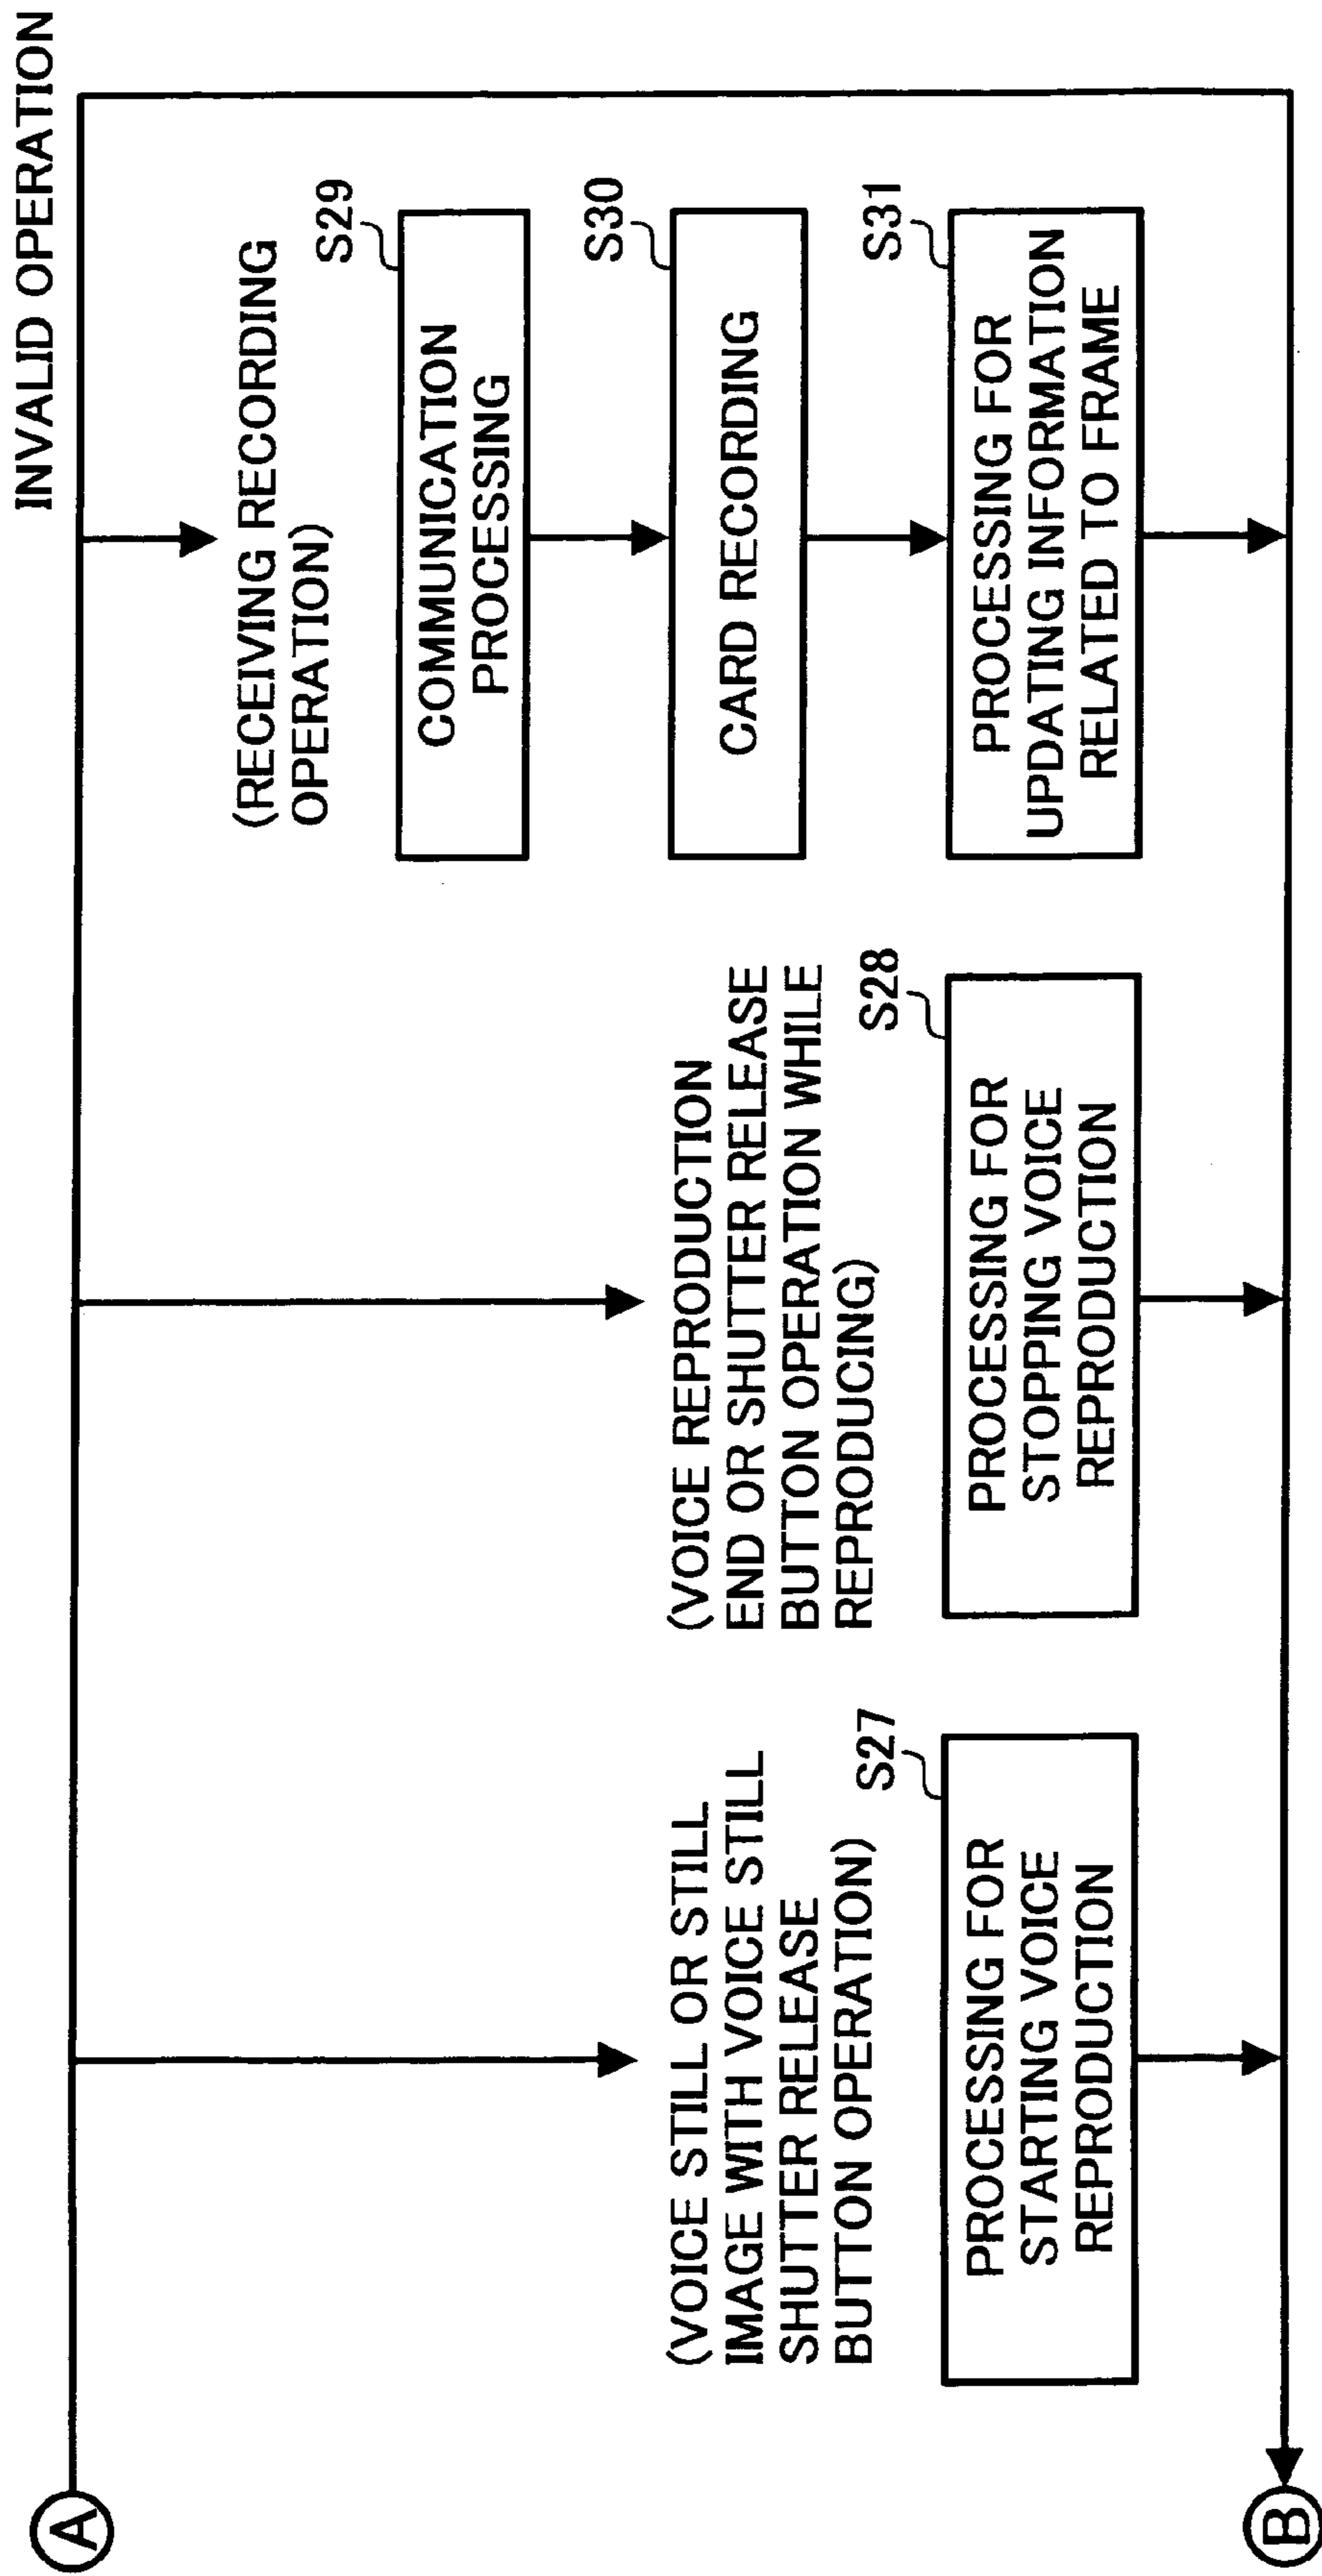 A
INVALID OPERATION
(VOICE STILL OR STILL
IMAGE WITH VOICE STILL
SHUTTER RELEASE
BUTTON OPERATION)
S27
PROCESSING FOR
STARTING VOICE
REPRODUCTION
(VOICE REPRODUCTION
END OR SHUTTER RELEASE
BUTTON OPERATION WHILE
REPRODUCING)
S28
PROCESSING FOR
STOPPING VOICE
REPRODUCTION
(RECEIVING RECORDING
OPERATION)
S29
COMMUNICATION
PROCESSING
S30
CARD RECORDING
S31
PROCESSING FOR
UPDATING INFORMATION
RELATED TO FRAME
B